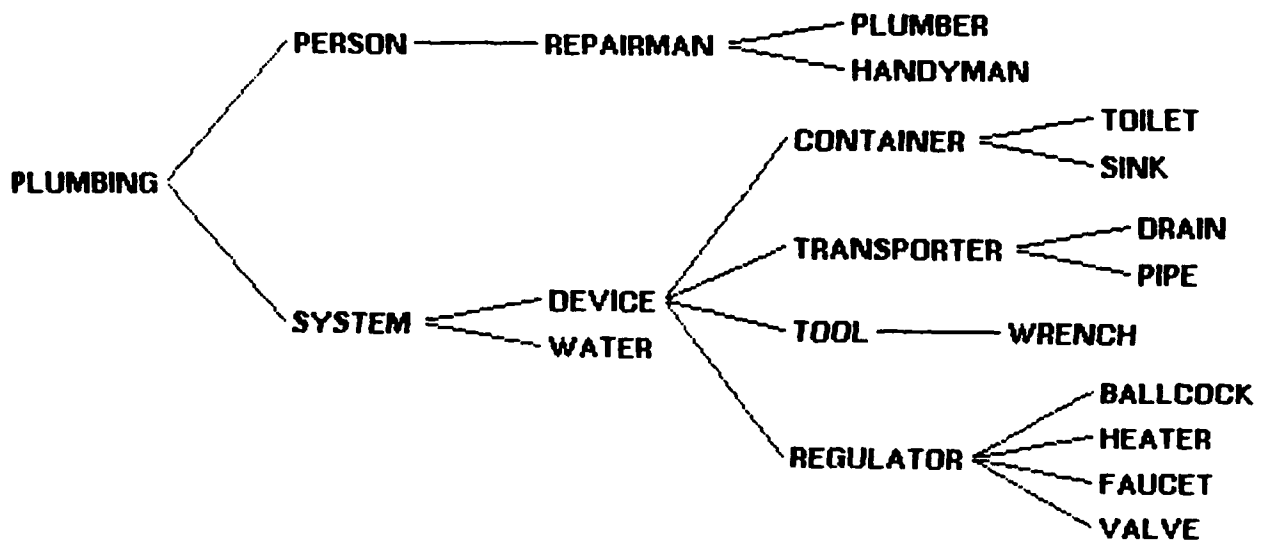 PLUMBING
PERSON
REPAIRMAN
PLUMBER
HANDYMAN
SYSTEM
DEVICE
WATER
CONTAINER
TOILET
SINK
TRANSPORTER
DRAIN
PIPE
TOOL
WRENCH
REGULATOR
BALLCOCK
HEATER
FAUCET
VALVE